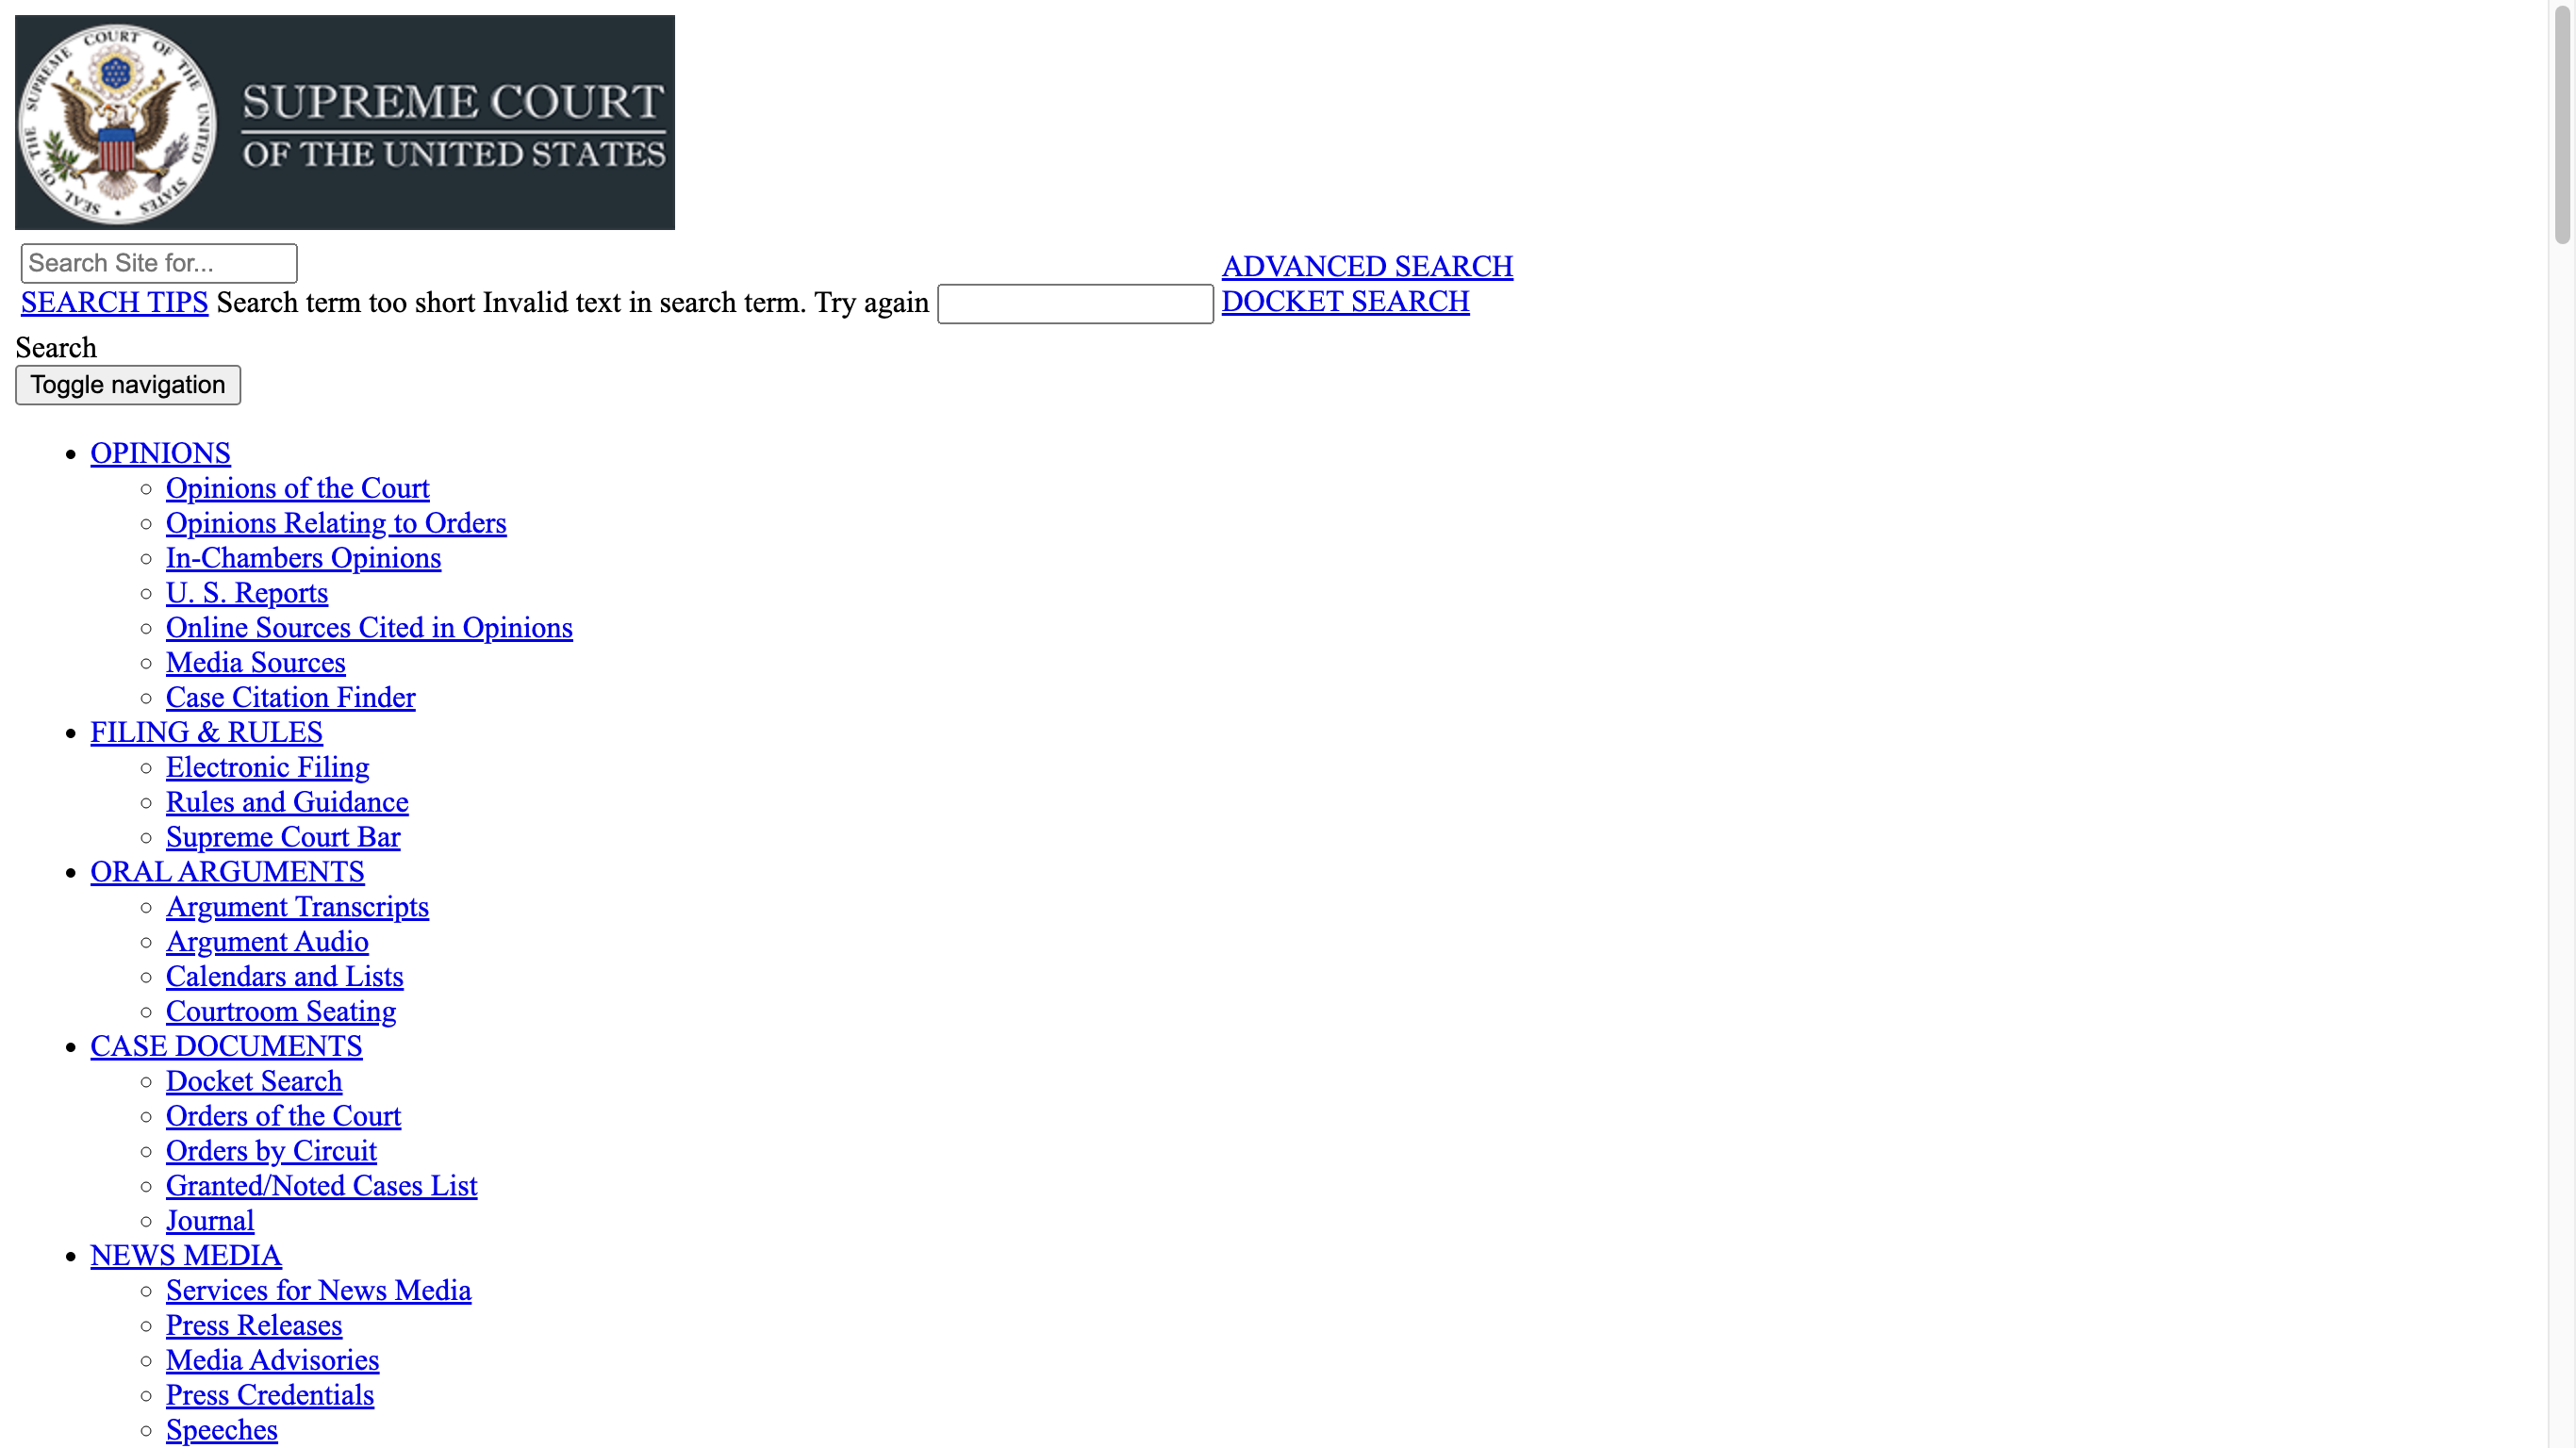 SEAL OF THE SUPREME COURT OF THE UNITED STATES
SUPREME COURT
OF THE UNITED STATES
Search Site for...
ADVANCED SEARCH
SEARCH TIPS Search term too short Invalid text in search term. Try again
DOCKET SEARCH
Search
Toggle navigation
OPINIONS
Opinions of the Court
Opinions Relating to Orders
In-Chambers Opinions
U. S. Reports
Online Sources Cited in Opinions
Media Sources
Case Citation Finder
FILING & RULES
Electronic Filing
Rules and Guidance
Supreme Court Bar
ORAL ARGUMENTS
Argument Transcripts
Argument Audio
Calendars and Lists
Courtroom Seating
CASE DOCUMENTS
Docket Search
Orders of the Court
Orders by Circuit
Granted/Noted Cases List
Journal
NEWS MEDIA
Services for News Media
Press Releases
Media Advisories
Press Credentials
Speeches